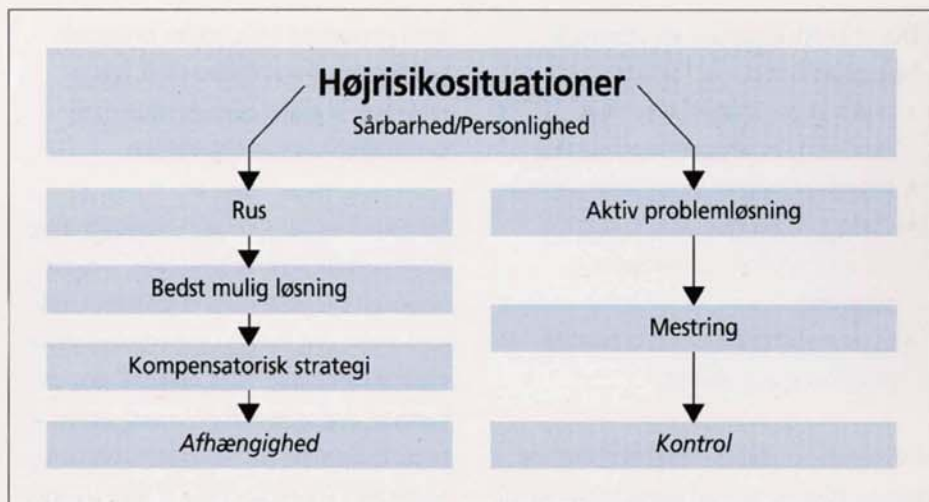 Højrisikosituationer
Sårbarhed/Personlighed
Rus
Bedst mulig løsning
Kompensatorisk strategi
Afhængighed
Aktiv problemløsning
Mestring
Kontrol